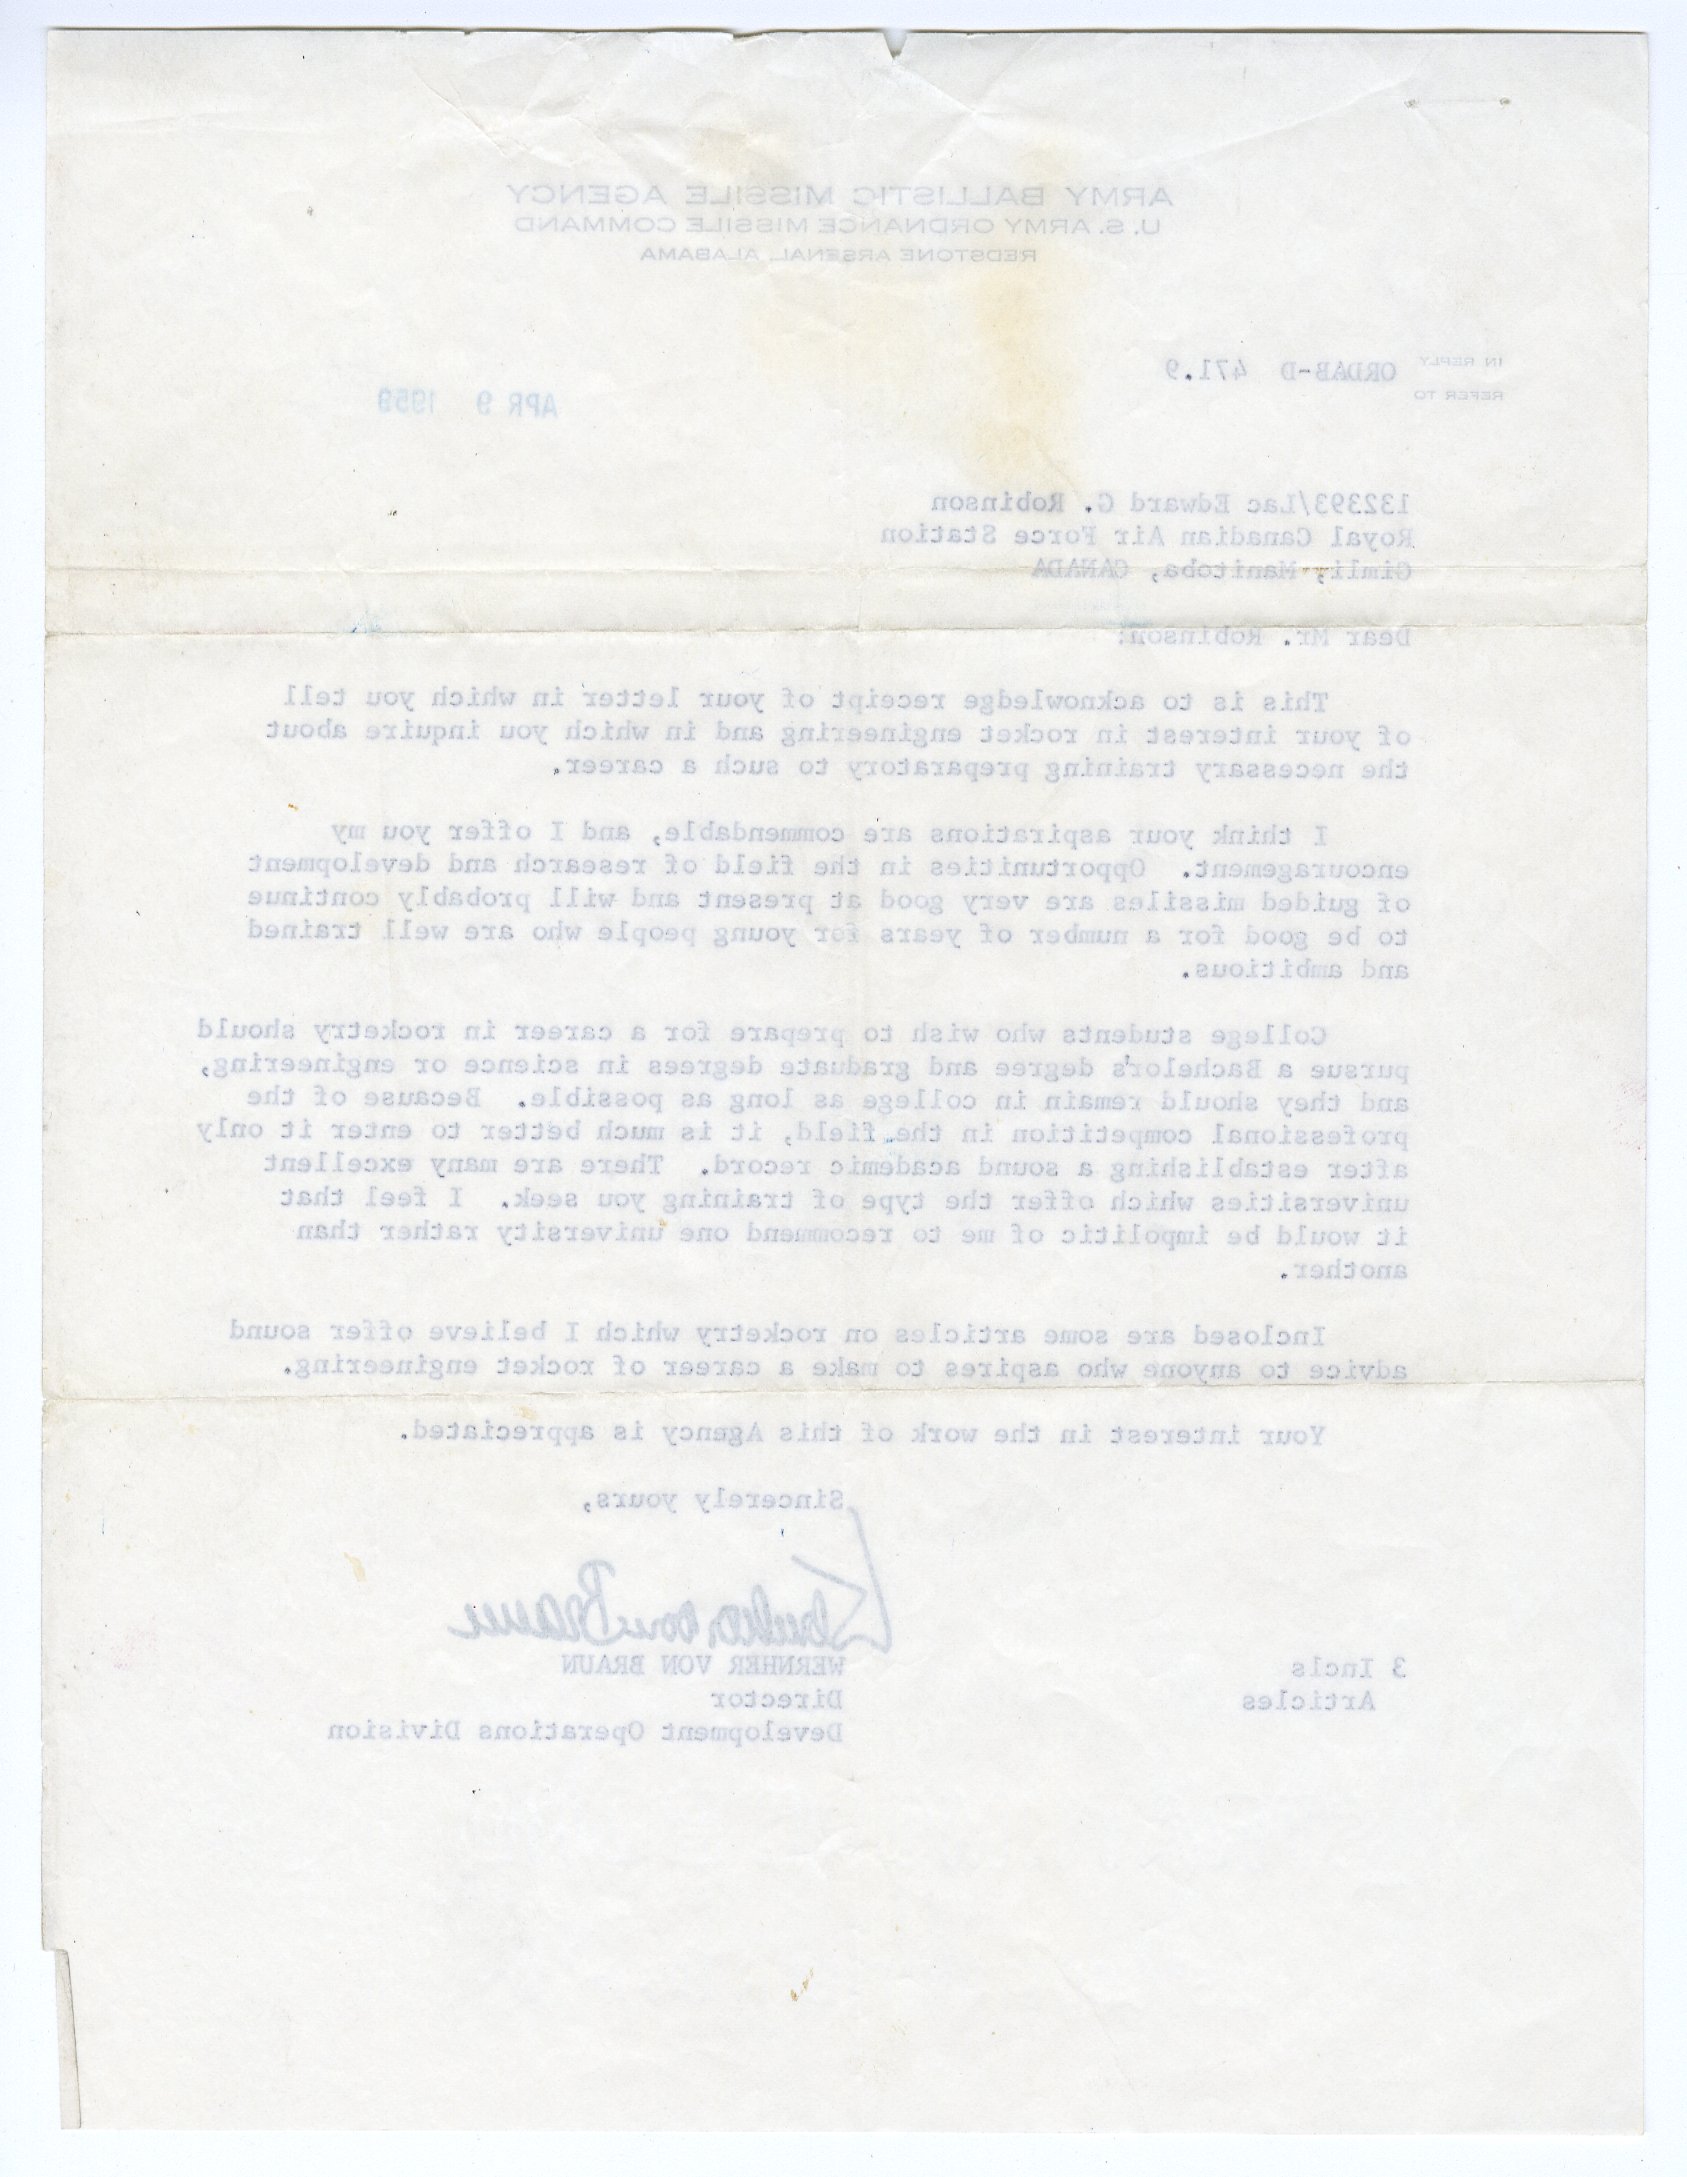 ARMY BALLISTIC MISSILE AGENCY
U. S. ARMY ORDNANCE MISSILE COMMAND
REDSTONE ARSENAL, ALABAMA
IN REPLY
REFER TO
ORDAB-D 471.9
APR 9 1959
132393/Lac Edward G. Robinson
Royal Canadian Air Force Station
Gimli, Manitoba, CANADA
Dear Mr. Robinson:
This is to acknowledge receipt of your letter in which you tell
of your interest in rocket engineering and in which you inquire about
the necessary training preparatory to such a career.
I think your aspirations are commendable, and I offer you my
encouragement. Opportunities in the field of research and development
of guided missiles are very good at present and will probably continue
to be good for a number of years for young people who are well trained
and ambitious.
College students who wish to prepare for a career in rocketry should
pursue a Bachelor's degree and graduate degrees in science or engineering,
and they should remain in college as long as possible. Because of the
professional competition in the field, it is much better to enter it only
after establishing a sound academic record. There are many excellent
universities which offer the type of training you seek. I feel that
it would be impolitic of me to recommend one university rather than
another.
Inclosed are some articles on rocketry which I believe offer sound
advice to anyone who aspires to make a career of rocket engineering.
Your interest in the work of this Agency is appreciated.
Sincerely yours,
Wernher von Braun
3 Incls
Articles
WERNHER VON BRAUN
Director
Development Operations Division